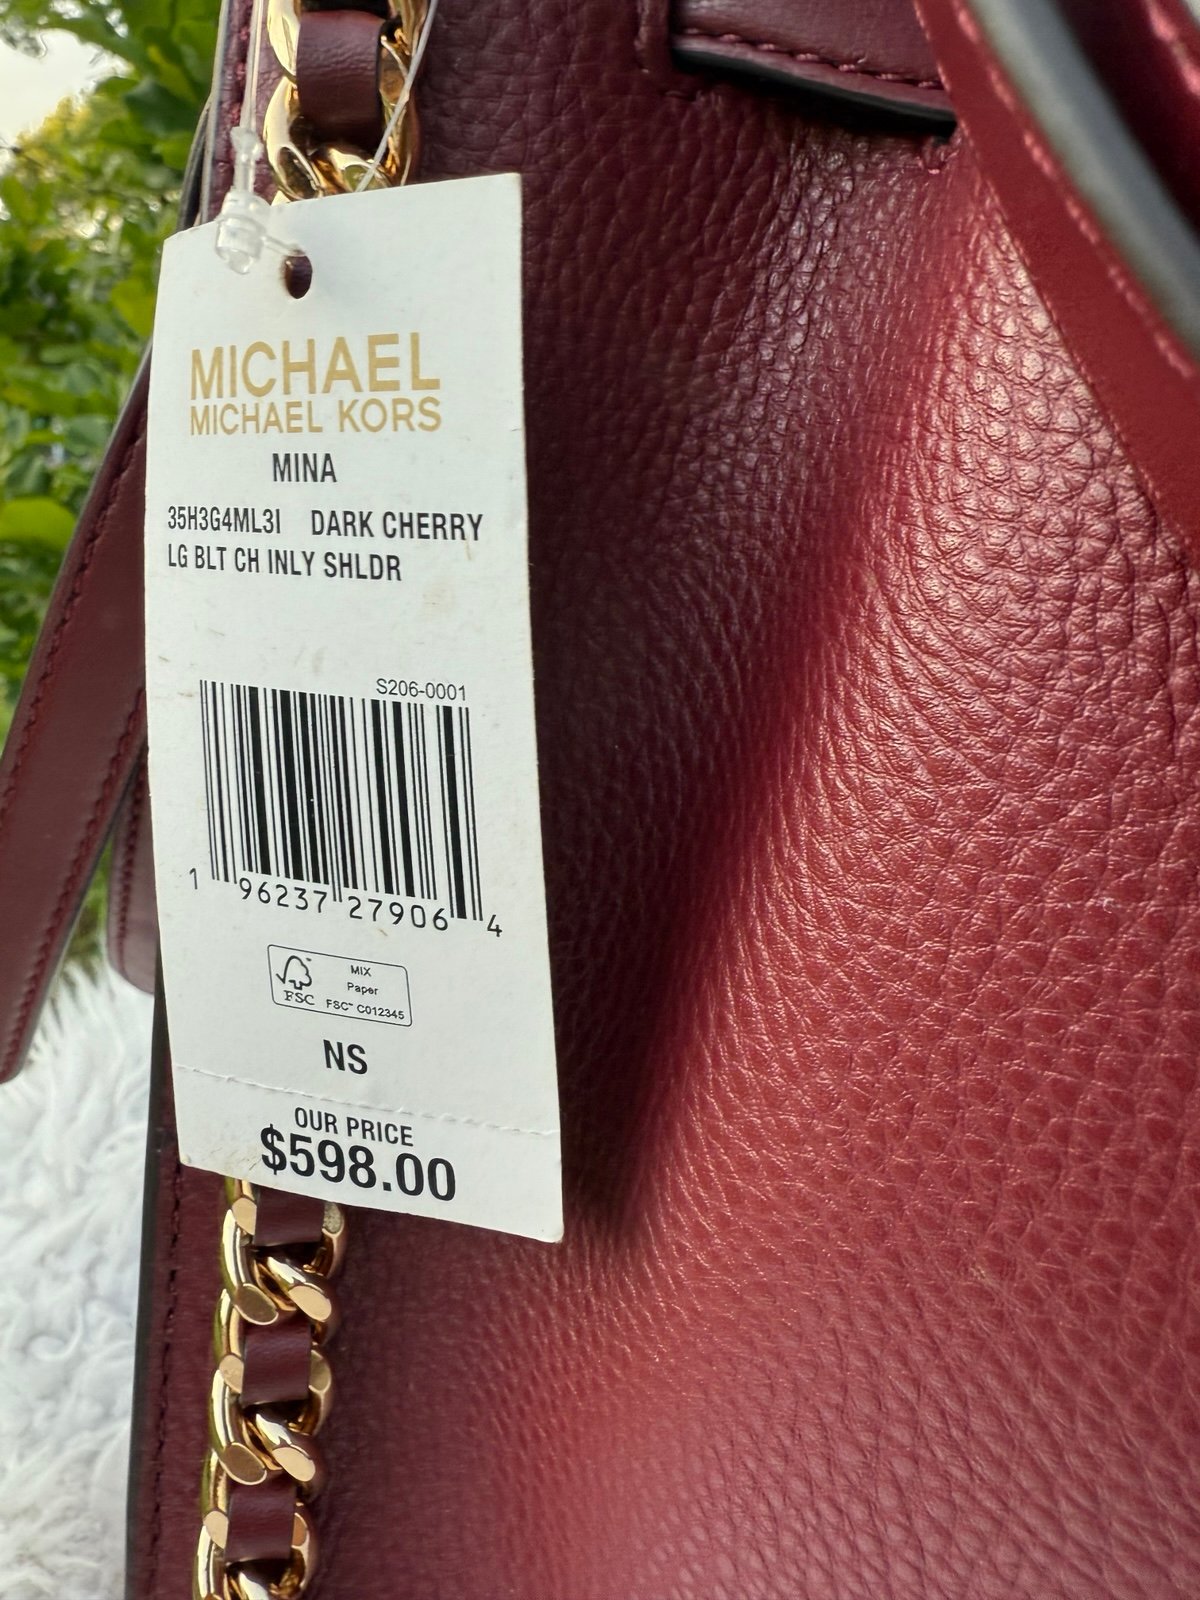 MICHAEL
MICHAEL KORS
MINA
35H3G4ML3I DARK CHERRY
LG BLT CH INLY SHLDR
S206-0001
1 96237 27906 4
FSC
MIX
Paper
FSC™ C012345
NS
OUR PRICE
$598.00